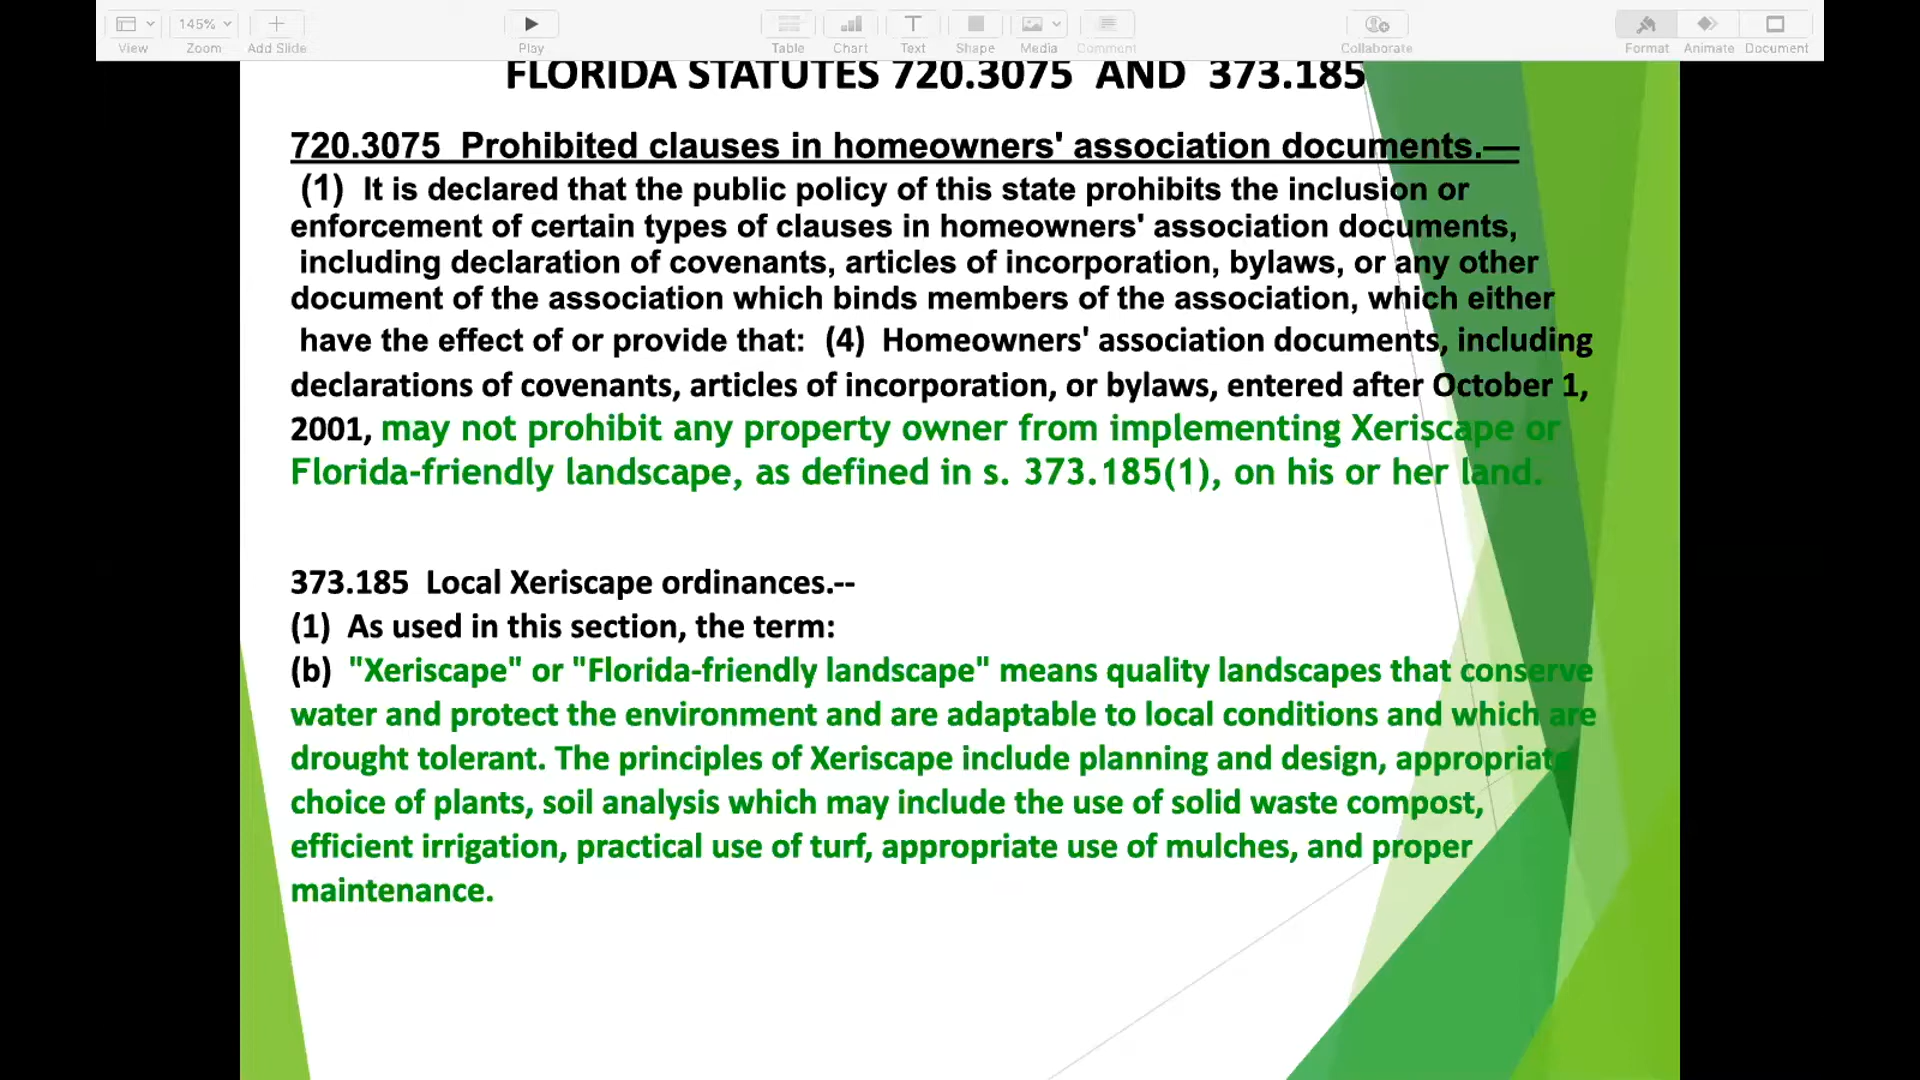 145%
View Zoom Add Slide Play Table Chart Text Shape Media Comment Collaborate Format Animate Document
FLORIDA STATUTES 720.3075 AND 373.185
720.3075 Prohibited clauses in homeowners' association documents.—
(1) It is declared that the public policy of this state prohibits the inclusion or
enforcement of certain types of clauses in homeowners' association documents,
including declaration of covenants, articles of incorporation, bylaws, or any other
document of the association which binds members of the association, which either
have the effect of or provide that: (4) Homeowners' association documents, including
declarations of covenants, articles of incorporation, or bylaws, entered after October 1,
2001, may not prohibit any property owner from implementing Xeriscape or
Florida-friendly landscape, as defined in s. 373.185(1), on his or her land.
373.185 Local Xeriscape ordinances.--
(1) As used in this section, the term:
(b) "Xeriscape" or "Florida-friendly landscape" means quality landscapes that conserve
water and protect the environment and are adaptable to local conditions and which are
drought tolerant. The principles of Xeriscape include planning and design, appropriate
choice of plants, soil analysis which may include the use of solid waste compost,
efficient irrigation, practical use of turf, appropriate use of mulches, and proper
maintenance.